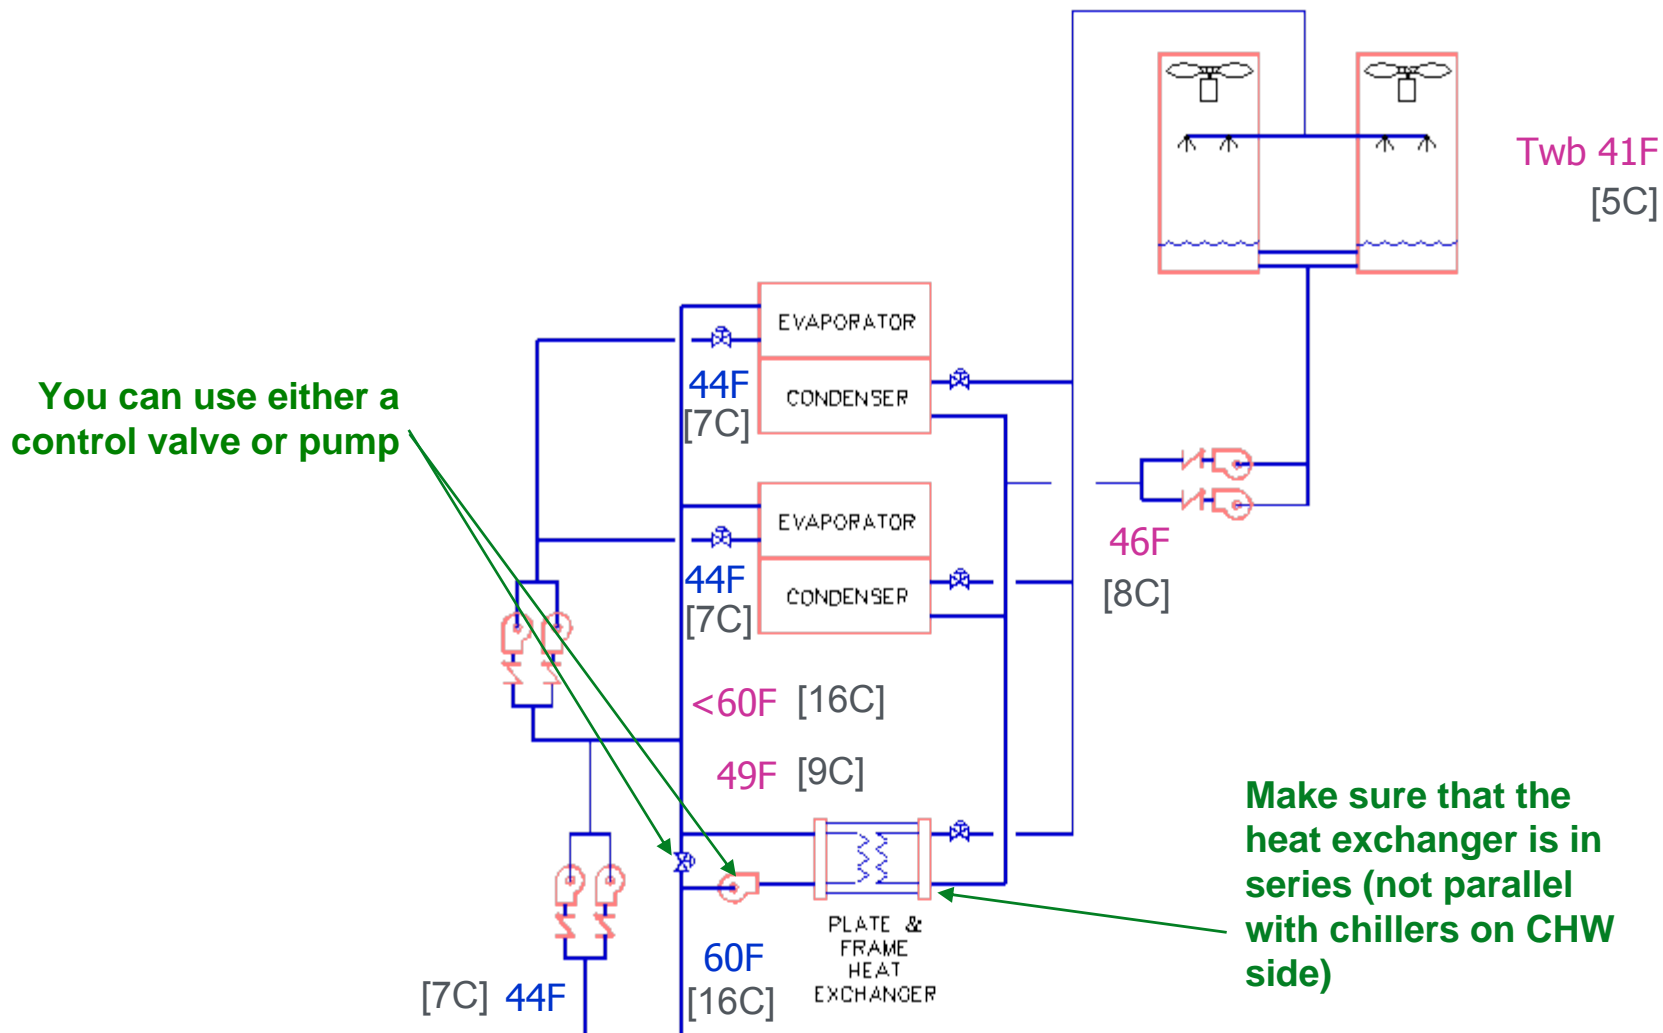 Twb 41F
[5C]
EVAPORATOR
CONDENSER
44F
[7C]
You can use either a
control valve or pump
EVAPORATOR
CONDENSER
44F
[7C]
46F
[8C]
<60F [16C]
49F [9C]
Make sure that the
heat exchanger is in
series (not parallel
with chillers on CHW
side)
PLATE &
FRAME
HEAT
EXCHANGER
60F
[16C]
[7C] 44F